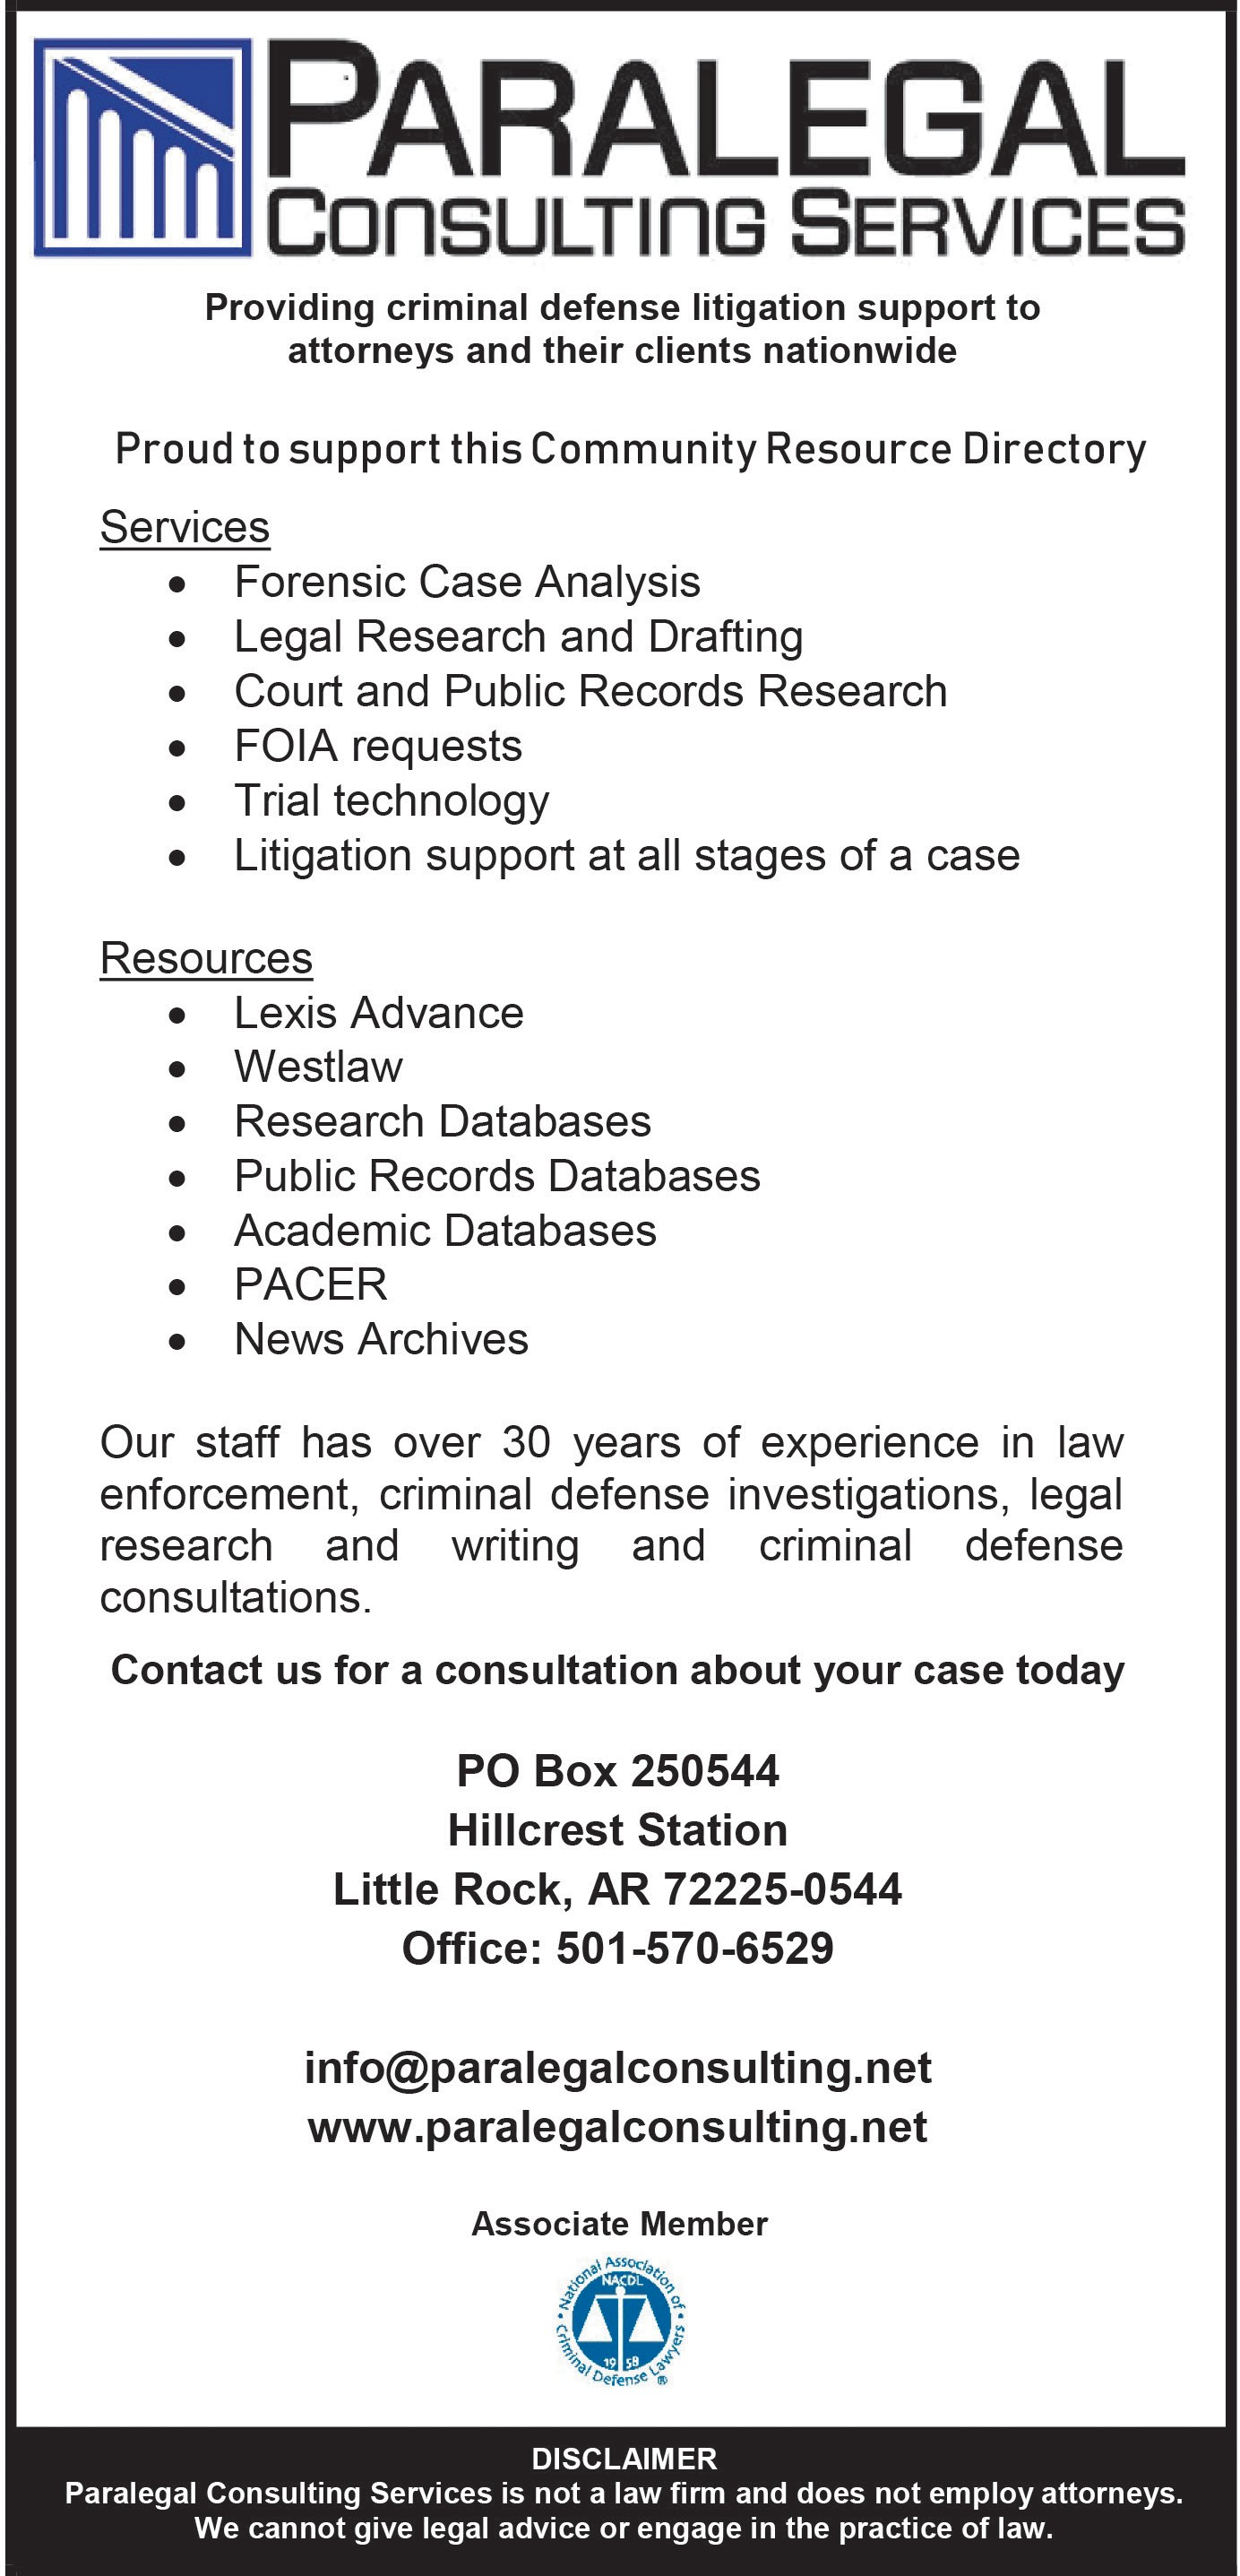 PARALEGAL
CONSULTING SERVICES
Providing criminal defense litigation support to
attorneys and their clients nationwide
Proud to support this Community Resource Directory
Services
• Forensic Case Analysis
• Legal Research and Drafting
• Court and Public Records Research
• FOIA requests
• Trial technology
• Litigation support at all stages of a case
Resources
• Lexis Advance
• Westlaw
• Research Databases
• Public Records Databases
• Academic Databases
• PACER
• News Archives
Our staff has over 30 years of experience in law
enforcement, criminal defense investigations, legal
research and writing and criminal defense
consultations.
Contact us for a consultation about your case today
PO Box 250544
Hillcrest Station
Little Rock, AR 72225-0544
Office: 501-570-6529
info@paralegalconsulting.net
www.paralegalconsulting.net
Associate Member
• National Association of •
NACDL
1958
Criminal Defense Lawyers ®
DISCLAIMER
Paralegal Consulting Services is not a law firm and does not employ attorneys.
We cannot give legal advice or engage in the practice of law.